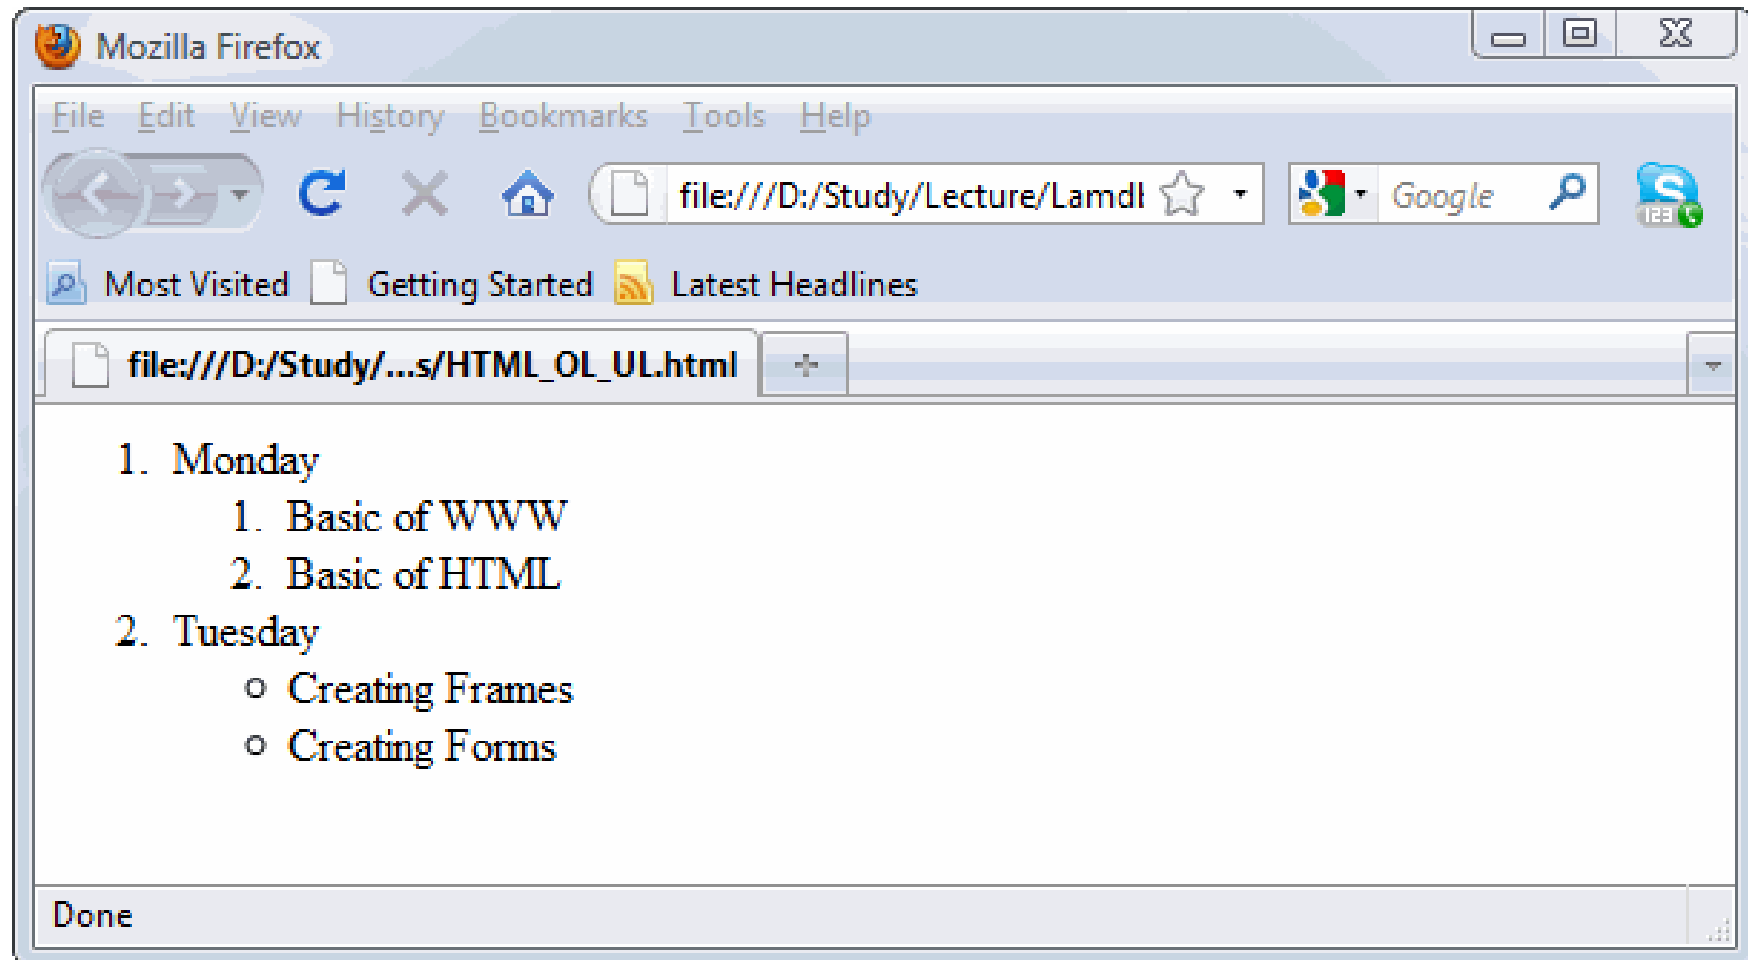 Mozilla Firefox
File Edit View History Bookmarks Tools Help
file:///D:/Study/Lecture/Lamdl Google
123
Most Visited Getting Started Latest Headlines
file:///D:/Study/...s/HTML_OL_UL.html
1. Monday
1. Basic of WWW
2. Basic of HTML
2. Tuesday
o Creating Frames
o Creating Forms
Done